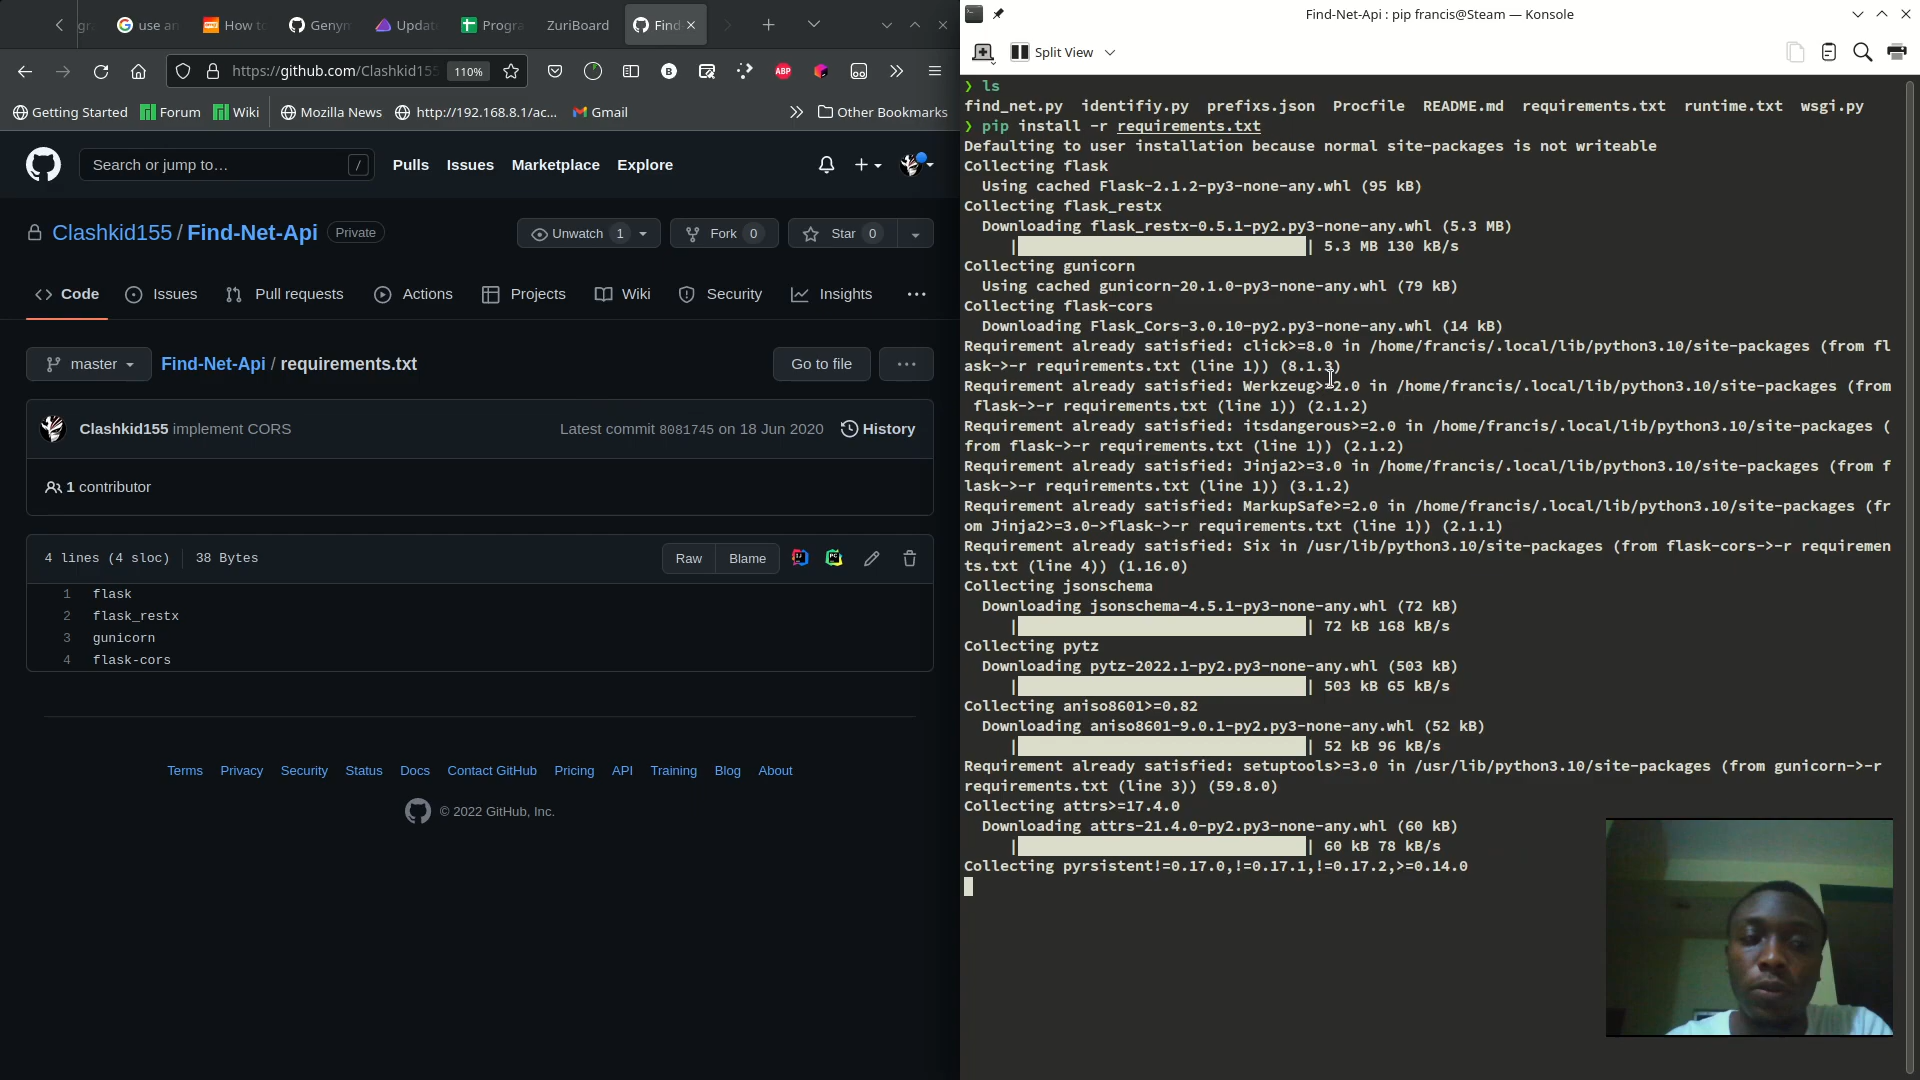 use an
How to
Genym
Update
Progra
ZuriBoard
Find-
https://github.com/Clashkid155
110%
Getting Started
Forum
Wiki
Mozilla News
http://192.168.8.1/ac...
Gmail
Other Bookmarks
Search or jump to…
/
Pulls
Issues
Marketplace
Explore
Clashkid155 / Find-Net-Api
Private
Unwatch 1
Fork 0
Star 0
Code
Issues
Pull requests
Actions
Projects
Wiki
Security
Insights
master
Find-Net-Api / requirements.txt
Go to file
Clashkid155 implement CORS
Latest commit 8081745 on 18 Jun 2020
History
1 contributor
4 lines (4 sloc) 38 Bytes
Raw
Blame
1 flask
2 flask_restx
3 gunicorn
4 flask-cors
Terms
Privacy
Security
Status
Docs
Contact GitHub
Pricing
API
Training
Blog
About
© 2022 GitHub, Inc.
Find-Net-Api : pip francis@Steam — Konsole
Split View
❯ ls
find_net.py identifiy.py prefixs.json Procfile README.md requirements.txt runtime.txt wsgi.py
❯ pip install -r requirements.txt
Defaulting to user installation because normal site-packages is not writeable
Collecting flask
Using cached Flask-2.1.2-py3-none-any.whl (95 kB)
Collecting flask_restx
Downloading flask_restx-0.5.1-py2.py3-none-any.whl (5.3 MB)
| | 5.3 MB 130 kB/s
Collecting gunicorn
Using cached gunicorn-20.1.0-py3-none-any.whl (79 kB)
Collecting flask-cors
Downloading Flask_Cors-3.0.10-py2.py3-none-any.whl (14 kB)
Requirement already satisfied: click>=8.0 in /home/francis/.local/lib/python3.10/site-packages (from fl
ask->-r requirements.txt (line 1)) (8.1.3)
Requirement already satisfied: Werkzeug>=2.0 in /home/francis/.local/lib/python3.10/site-packages (from
flask->-r requirements.txt (line 1)) (2.1.2)
Requirement already satisfied: itsdangerous>=2.0 in /home/francis/.local/lib/python3.10/site-packages (
from flask->-r requirements.txt (line 1)) (2.1.2)
Requirement already satisfied: Jinja2>=3.0 in /home/francis/.local/lib/python3.10/site-packages (from f
lask->-r requirements.txt (line 1)) (3.1.2)
Requirement already satisfied: MarkupSafe>=2.0 in /home/francis/.local/lib/python3.10/site-packages (fr
om Jinja2>=3.0->flask->-r requirements.txt (line 1)) (2.1.1)
Requirement already satisfied: Six in /usr/lib/python3.10/site-packages (from flask-cors->-r requiremen
ts.txt (line 4)) (1.16.0)
Collecting jsonschema
Downloading jsonschema-4.5.1-py3-none-any.whl (72 kB)
| | 72 kB 168 kB/s
Collecting pytz
Downloading pytz-2022.1-py2.py3-none-any.whl (503 kB)
| | 503 kB 65 kB/s
Collecting aniso8601>=0.82
Downloading aniso8601-9.0.1-py2.py3-none-any.whl (52 kB)
| | 52 kB 96 kB/s
Requirement already satisfied: setuptools>=3.0 in /usr/lib/python3.10/site-packages (from gunicorn->-r
requirements.txt (line 3)) (59.8.0)
Collecting attrs>=17.4.0
Downloading attrs-21.4.0-py2.py3-none-any.whl (60 kB)
| | 60 kB 78 kB/s
Collecting pyrsistent!=0.17.0,!=0.17.1,!=0.17.2,>=0.14.0